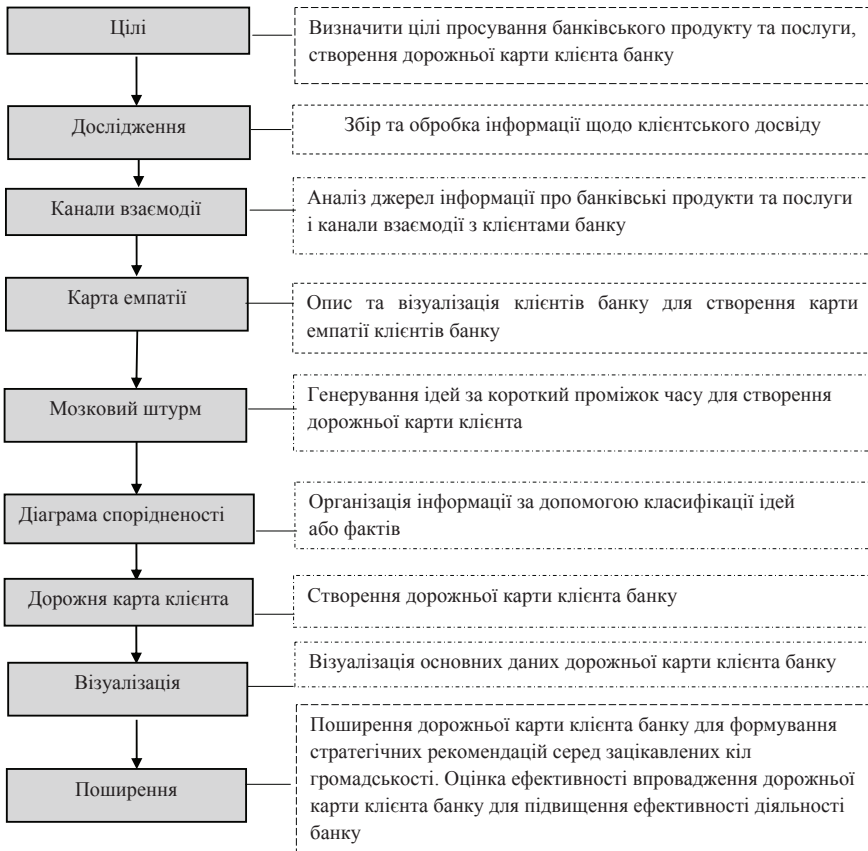 Цілі
Визначити цілі просування банківського продукту та послуги,
створення дорожньої карти клієнта банку
Дослідження
Збір та обробка інформації щодо клієнтського досвіду
Канали взаємодії
Аналіз джерел інформації про банківські продукти та послуги
і канали взаємодії з клієнтами банку
Карта емпатії
Опис та візуалізація клієнтів банку для створення карти
емпатії клієнтів банку
Мозковий штурм
Генерування ідей за короткий проміжок часу для створення
дорожньої карти клієнта
Діаграма спорідненості
Організація інформації за допомогою класифікації ідей
або фактів
Дорожня карта клієнта
Створення дорожньої карти клієнта банку
Візуалізація
Візуалізація основних даних дорожньої карти клієнта банку
Поширення
Поширення дорожньої карти клієнта банку для формування
стратегічних рекомендацій серед зацікавлених кіл
громадськості. Оцінка ефективності впровадження дорожньої
карти клієнта банку для підвищення ефективності діяльності
банку